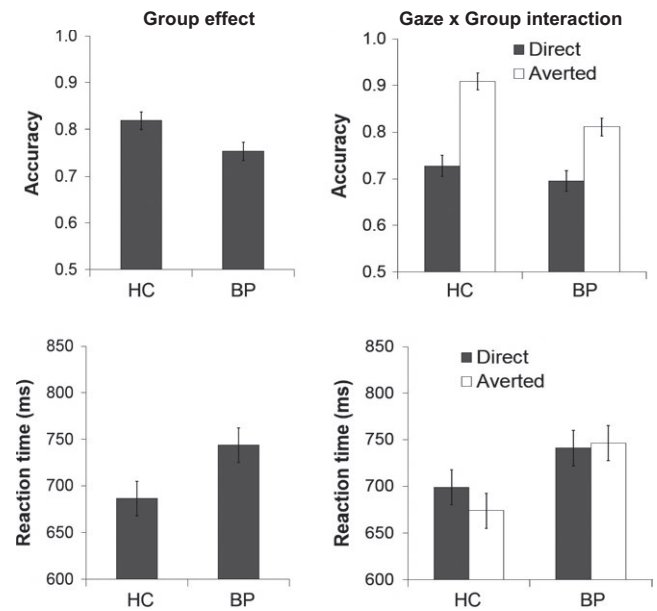 Group effect
1.0
0.9
0.8
0.7
0.6
0.5
Accuracy
HC BP
Gaze x Group interaction
1.0
0.9
0.8
0.7
0.6
0.5
Accuracy
Direct
Averted
HC BP
850
800
750
700
650
600
Reaction time (ms)
HC BP
850
800
750
700
650
600
Reaction time (ms)
Direct
Averted
HC BP